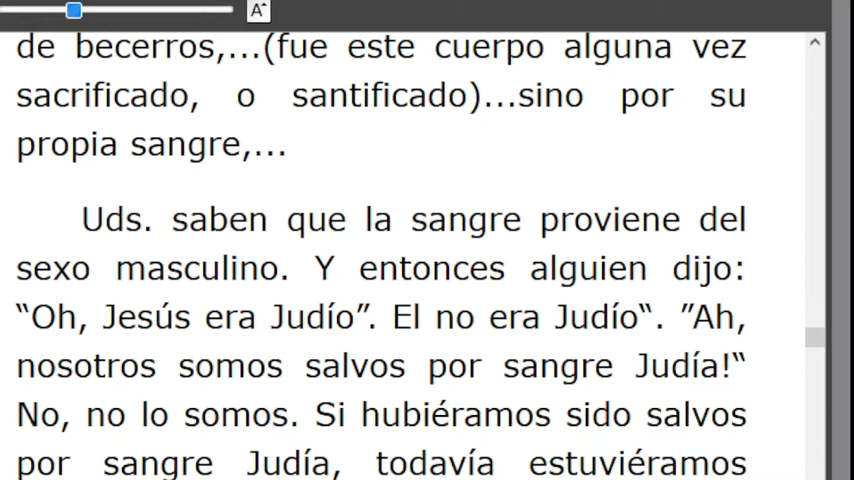 A
de becerros,...(fue este cuerpo alguna vez
sacrificado, o santificado)...sino por su
propia sangre,...
Uds. saben que la sangre proviene del
sexo masculino. Y entonces alguien dijo:
“Oh, Jesús era Judío”. El no era Judío“. ”Ah,
nosotros somos salvos por sangre Judía!“
No, no lo somos. Si hubiéramos sido salvos
por sangre Judía, todavía estuviéramos